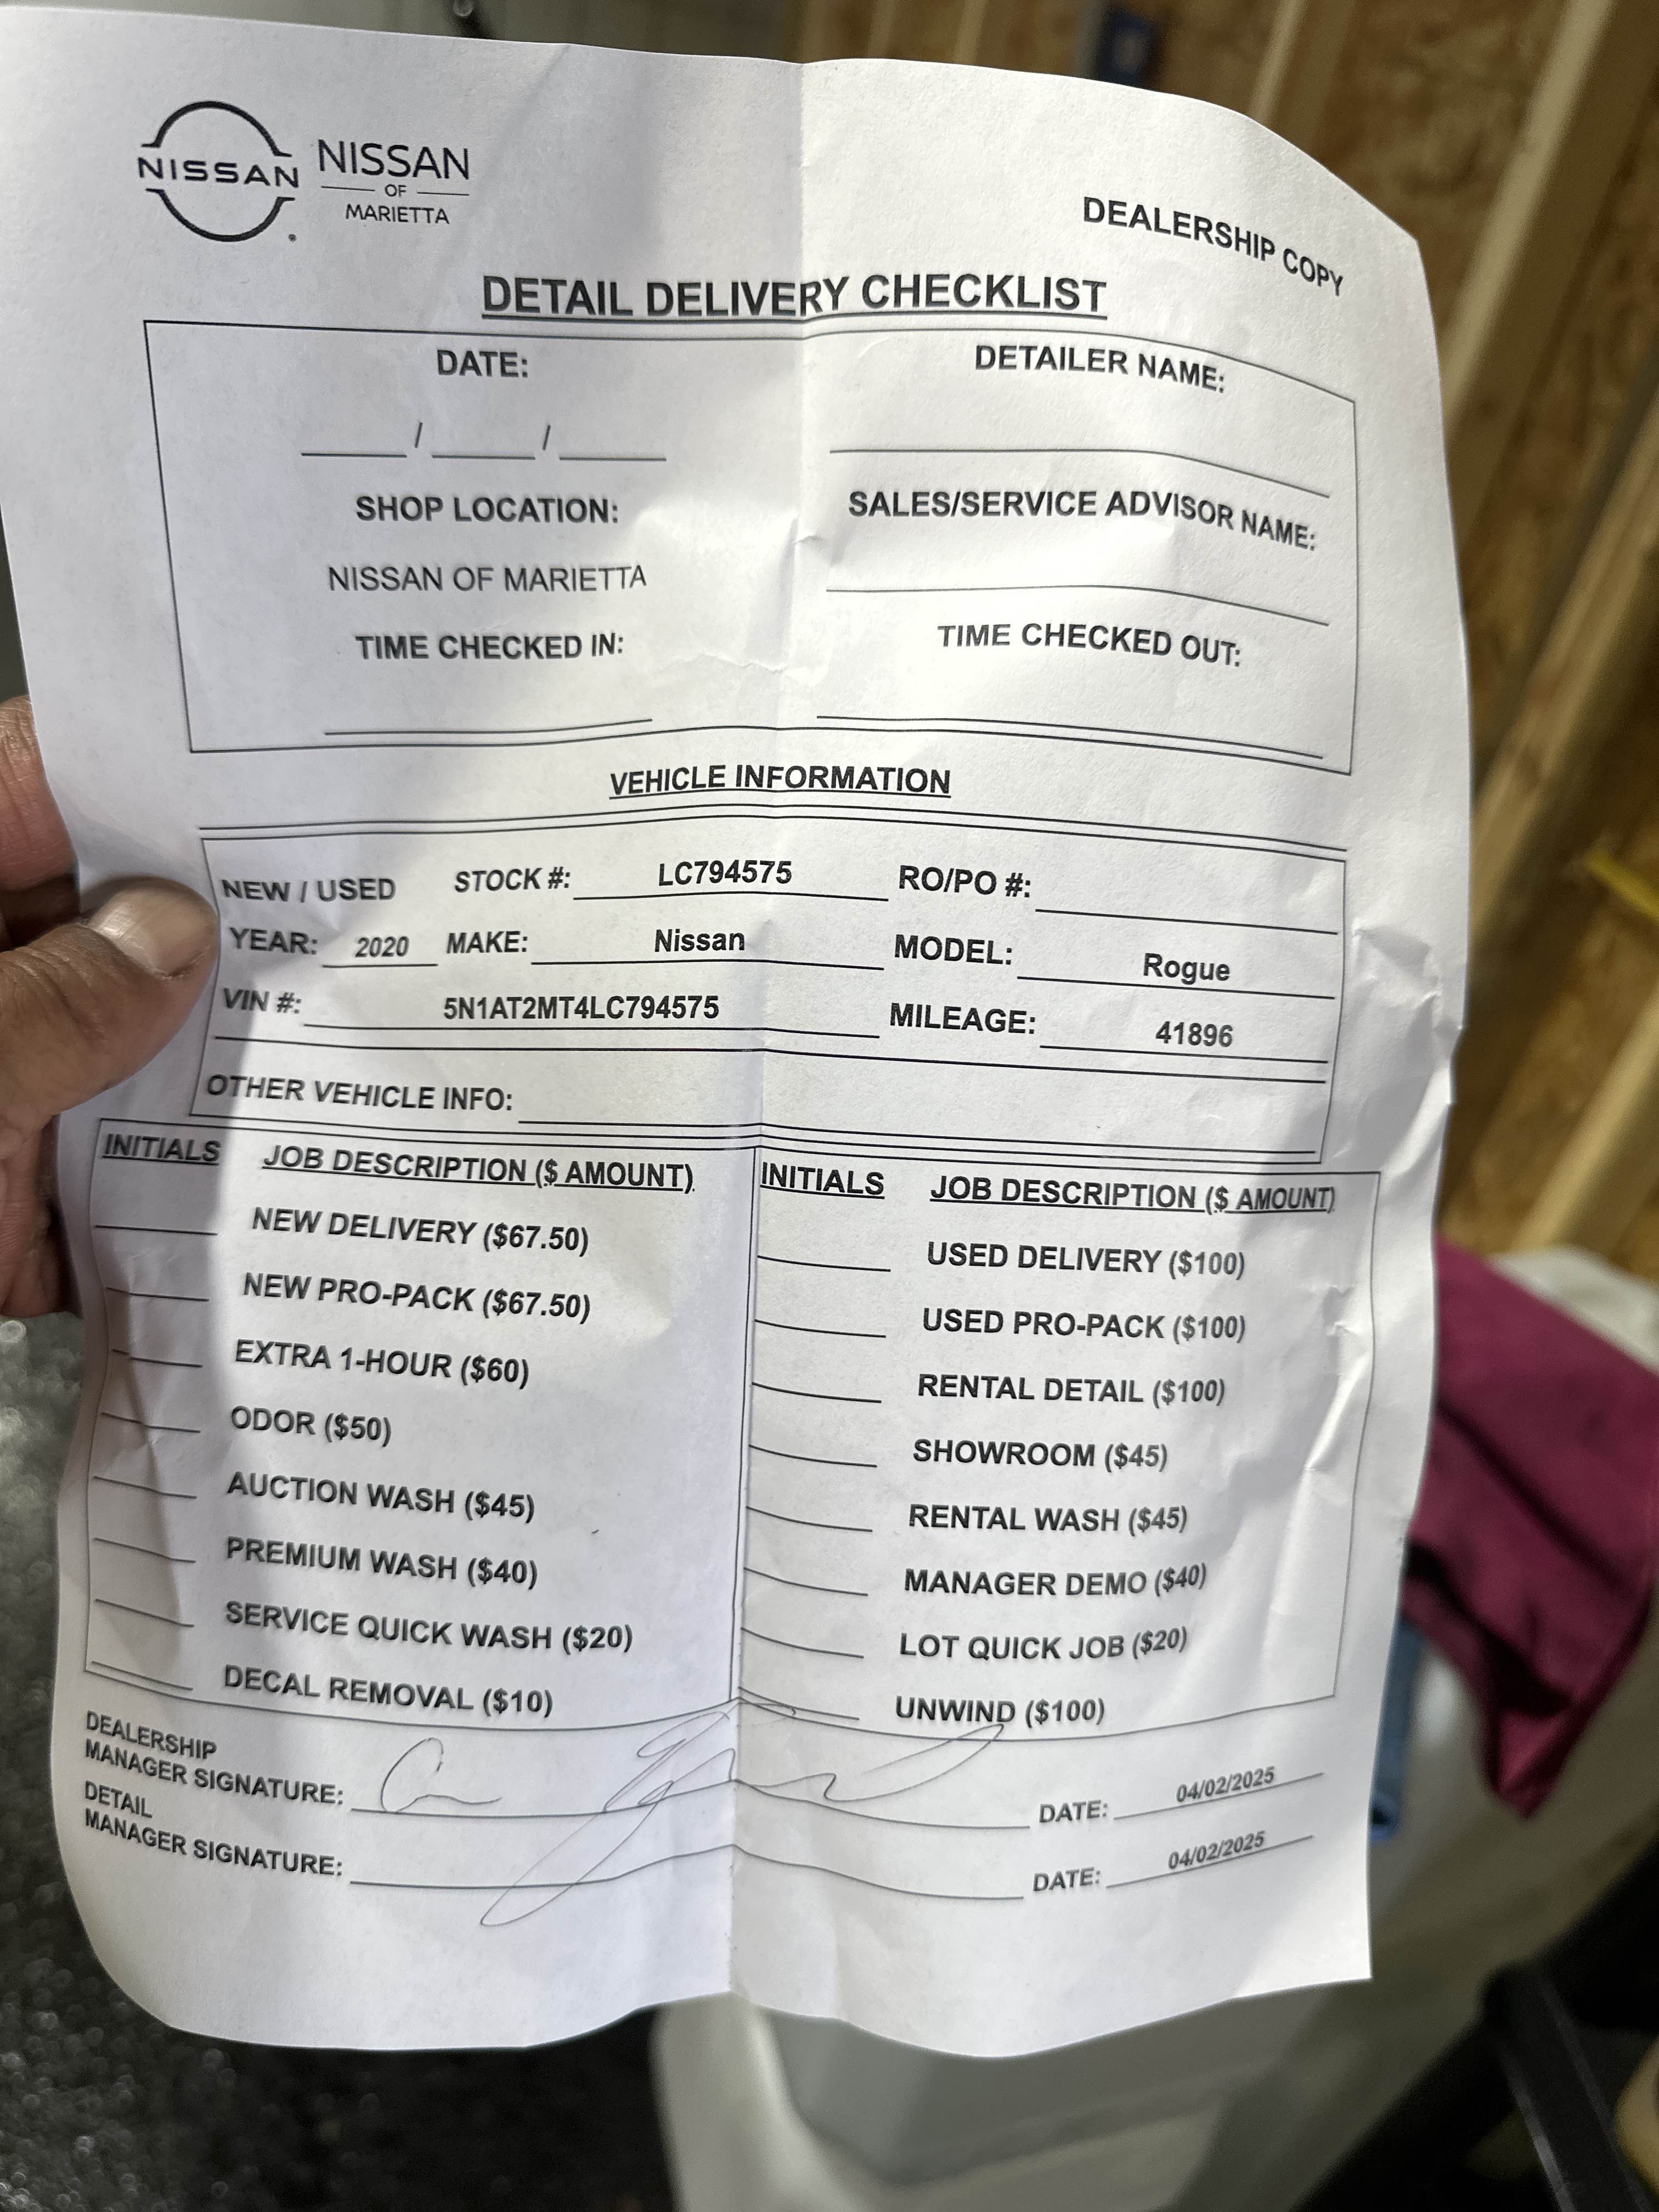 NISSAN
NISSAN
OF
MARIETTA
DEALERSHIP COPY
DETAIL DELIVERY CHECKLIST
DATE:
DETAILER NAME:
____ / ____ / ____
SHOP LOCATION:
SALES/SERVICE ADVISOR NAME:
NISSAN OF MARIETTA
TIME CHECKED IN:
TIME CHECKED OUT:
VEHICLE INFORMATION
NEW / USED STOCK #: LC794575 RO/PO #:
YEAR: 2020 MAKE: Nissan MODEL: Rogue
VIN #: 5N1AT2MT4LC794575 MILEAGE: 41896
OTHER VEHICLE INFO:
INITIALS JOB DESCRIPTION ($ AMOUNT)
NEW DELIVERY ($67.50)
NEW PRO-PACK ($67.50)
EXTRA 1-HOUR ($60)
ODOR ($50)
AUCTION WASH ($45)
PREMIUM WASH ($40)
SERVICE QUICK WASH ($20)
DECAL REMOVAL ($10)
INITIALS JOB DESCRIPTION ($ AMOUNT)
USED DELIVERY ($100)
USED PRO-PACK ($100)
RENTAL DETAIL ($100)
SHOWROOM ($45)
RENTAL WASH ($45)
MANAGER DEMO ($40)
LOT QUICK JOB ($20)
UNWIND ($100)
DEALERSHIP
MANAGER SIGNATURE: DATE: 04/02/2025
DETAIL
MANAGER SIGNATURE: DATE: 04/02/2025